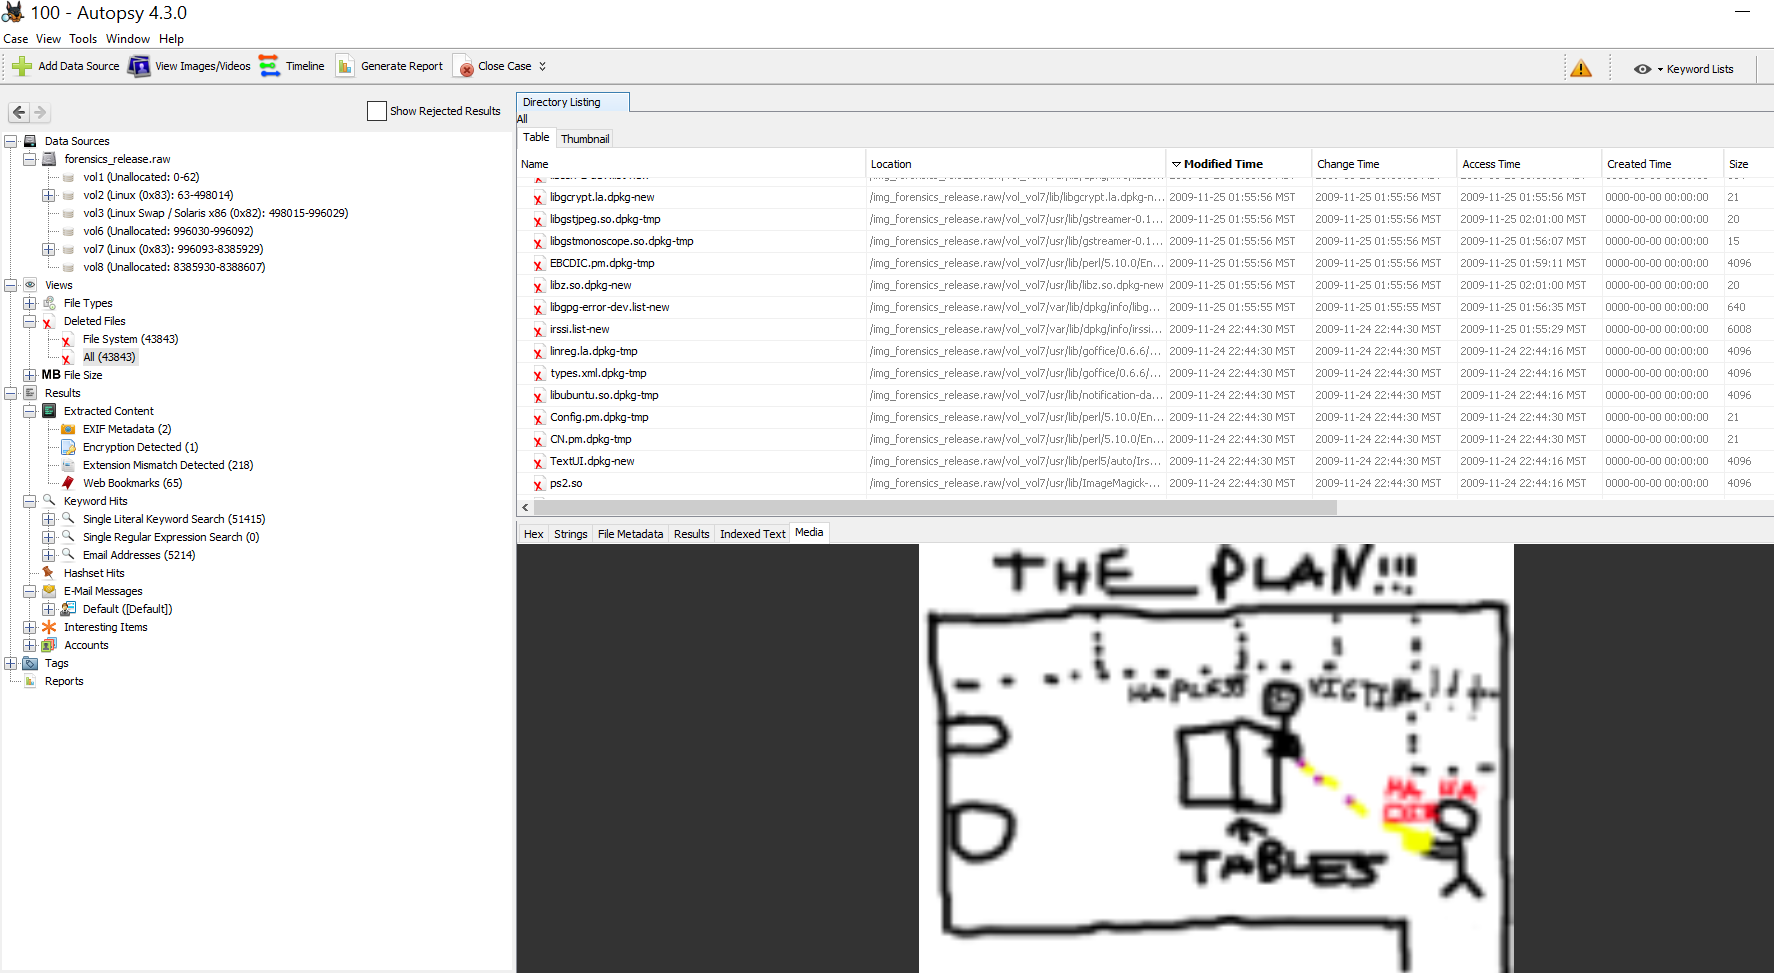 100 - Autopsy 4.3.0
Case View Tools Window Help
Add Data Source View Images/Videos Timeline Generate Report Close Case Keyword Lists
Show Rejected Results
Data Sources
forensics_release.raw
vol1 (Unallocated: 0-62)
vol2 (Linux (0x83): 63-498014)
vol3 (Linux Swap / Solaris x86 (0x82): 498015-996029)
vol6 (Unallocated: 996030-996092)
vol7 (Linux (0x83): 996093-8385929)
vol8 (Unallocated: 8385930-8388607)
Views
File Types
Deleted Files
File System (43843)
All (43843)
MB File Size
Results
Extracted Content
EXIF Metadata (2)
Encryption Detected (1)
Extension Mismatch Detected (218)
Web Bookmarks (65)
Keyword Hits
Single Literal Keyword Search (51415)
Single Regular Expression Search (0)
Email Addresses (5214)
Hashset Hits
E-Mail Messages
Default ([Default])
Interesting Items
Accounts
Tags
Reports
Directory Listing
All
Table Thumbnail
Name Location Modified Time Change Time Access Time Created Time Size
libgcrypt.la.dpkg-new /img_forensics_release.raw/vol_vol7/lib/libgcrypt.la.dpkg-n... 2009-11-25 01:55:56 MST 2009-11-25 01:55:56 MST 2009-11-25 01:55:56 MST 0000-00-00 00:00:00 21
libgstjpeg.so.dpkg-tmp /img_forensics_release.raw/vol_vol7/usr/lib/gstreamer-0.1... 2009-11-25 01:55:56 MST 2009-11-25 01:55:56 MST 2009-11-25 02:01:00 MST 0000-00-00 00:00:00 20
libgstmonoscope.so.dpkg-tmp /img_forensics_release.raw/vol_vol7/usr/lib/gstreamer-0.1... 2009-11-25 01:55:56 MST 2009-11-25 01:55:56 MST 2009-11-25 01:56:07 MST 0000-00-00 00:00:00 15
EBCDIC.pm.dpkg-tmp /img_forensics_release.raw/vol_vol7/usr/lib/perl/5.10.0/En... 2009-11-25 01:55:56 MST 2009-11-25 01:55:56 MST 2009-11-25 01:59:11 MST 0000-00-00 00:00:00 4096
libz.so.dpkg-new /img_forensics_release.raw/vol_vol7/usr/lib/libz.so.dpkg-new 2009-11-25 01:55:56 MST 2009-11-25 01:55:56 MST 2009-11-25 02:01:00 MST 0000-00-00 00:00:00 20
libgpg-error-dev.list-new /img_forensics_release.raw/vol_vol7/var/lib/dpkg/info/libg... 2009-11-25 01:55:55 MST 2009-11-25 01:55:55 MST 2009-11-25 01:56:35 MST 0000-00-00 00:00:00 640
irssi.list-new /img_forensics_release.raw/vol_vol7/var/lib/dpkg/info/irssi... 2009-11-24 22:44:30 MST 2009-11-24 22:44:30 MST 2009-11-25 01:55:29 MST 0000-00-00 00:00:00 6008
linreg.la.dpkg-tmp /img_forensics_release.raw/vol_vol7/usr/lib/goffice/0.6.6/... 2009-11-24 22:44:30 MST 2009-11-24 22:44:30 MST 2009-11-24 22:44:16 MST 0000-00-00 00:00:00 4096
types.xml.dpkg-tmp /img_forensics_release.raw/vol_vol7/usr/lib/goffice/0.6.6/... 2009-11-24 22:44:30 MST 2009-11-24 22:44:30 MST 2009-11-24 22:44:16 MST 0000-00-00 00:00:00 4096
libubuntu.so.dpkg-tmp /img_forensics_release.raw/vol_vol7/usr/lib/notification-da... 2009-11-24 22:44:30 MST 2009-11-24 22:44:30 MST 2009-11-24 22:44:16 MST 0000-00-00 00:00:00 4096
Config.pm.dpkg-tmp /img_forensics_release.raw/vol_vol7/usr/lib/perl/5.10.0/En... 2009-11-24 22:44:30 MST 2009-11-24 22:44:30 MST 2009-11-24 22:44:30 MST 0000-00-00 00:00:00 21
CN.pm.dpkg-tmp /img_forensics_release.raw/vol_vol7/usr/lib/perl/5.10.0/En... 2009-11-24 22:44:30 MST 2009-11-24 22:44:30 MST 2009-11-24 22:44:30 MST 0000-00-00 00:00:00 21
TextUI.dpkg-new /img_forensics_release.raw/vol_vol7/usr/lib/perl5/auto/Irs... 2009-11-24 22:44:30 MST 2009-11-24 22:44:30 MST 2009-11-24 22:44:16 MST 0000-00-00 00:00:00 4096
ps2.so /img_forensics_release.raw/vol_vol7/usr/lib/ImageMagick-... 2009-11-24 22:44:30 MST 2009-11-24 22:44:30 MST 2009-11-24 22:44:16 MST 0000-00-00 00:00:00 4096
Hex Strings File Metadata Results Indexed Text Media
THE__PLAN!!!
HAPLESS VICTIM
HA HA
TABLES